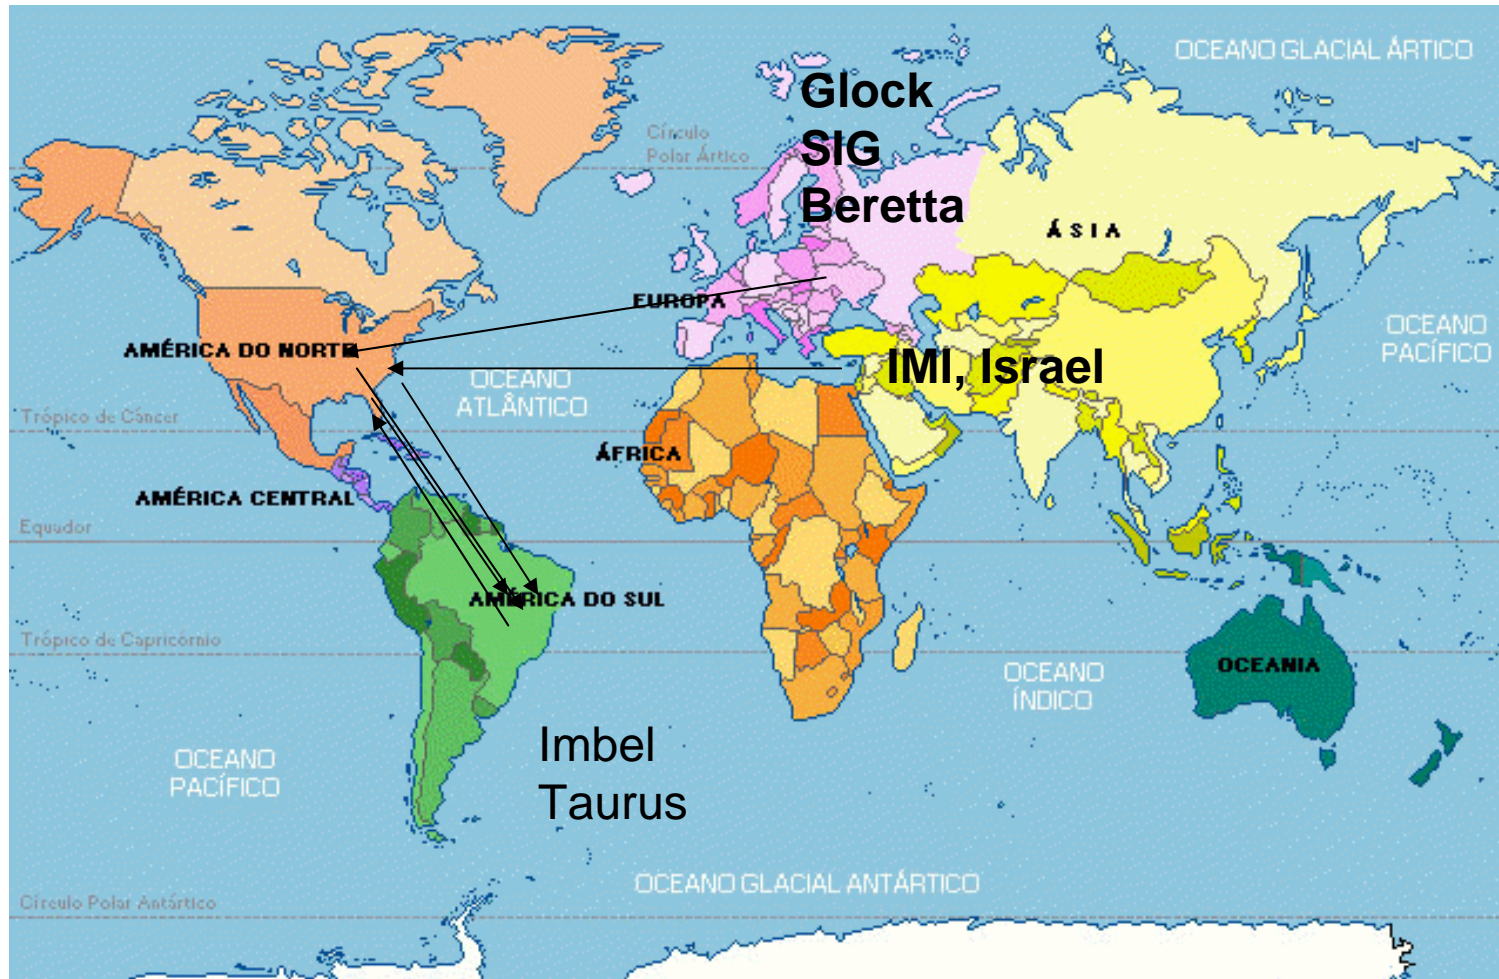 OCEANO GLACIAL ÁRTICO
Glock
SIG
Beretta
Círculo
Polar Ártico
ÁSIA
EUROPA
OCEANO
PACÍFICO
AMÉRICA DO NORTE
IMI, Israel
OCEANO
ATLÂNTICO
Trópico de Câncer
ÁFRICA
AMÉRICA CENTRAL
Equador
AMÉRICA DO SUL
Trópico de Capricórnio
OCEANIA
OCEANO
ÍNDICO
Imbel
Taurus
OCEANO
PACÍFICO
OCEANO GLACIAL ANTÁRTICO
Círculo Polar Antártico